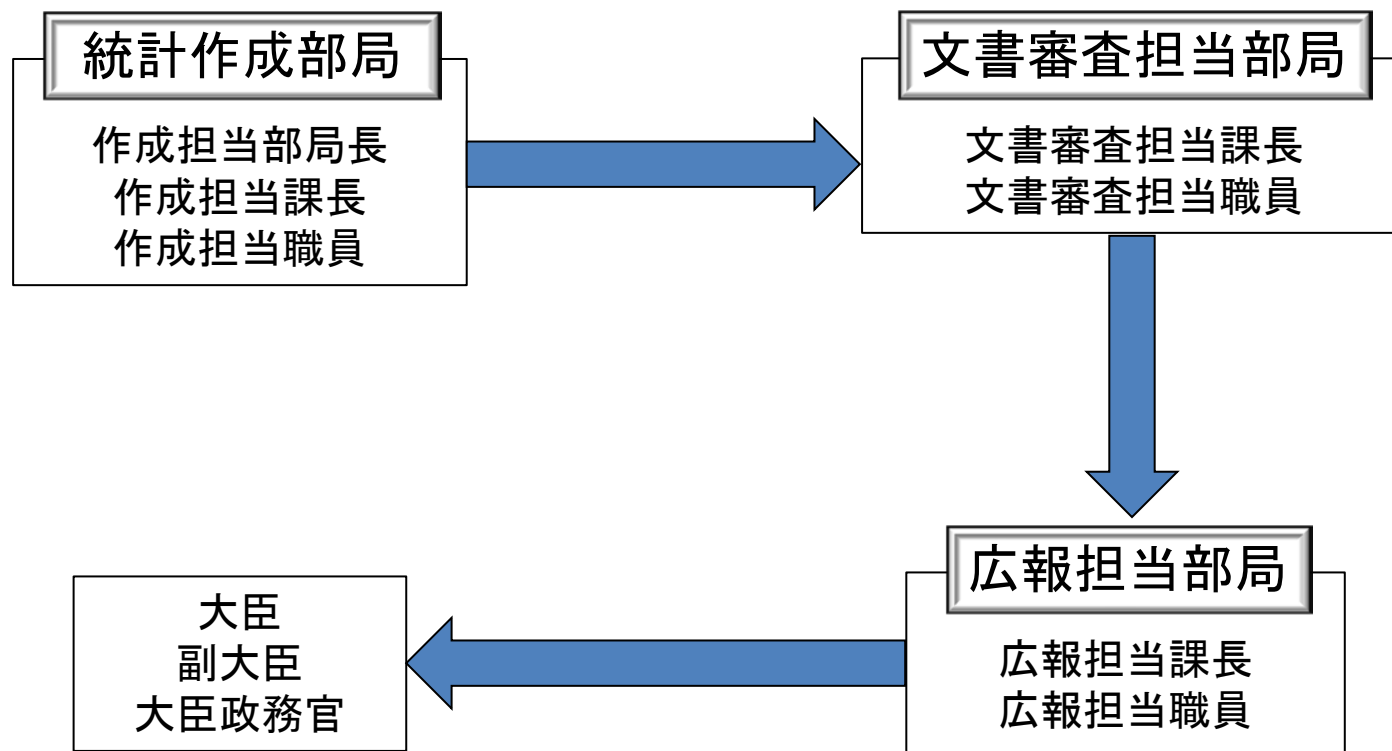 統計作成部局
作成担当部局長
作成担当課長
作成担当職員
文書審査担当部局
文書審査担当課長
文書審査担当職員
広報担当部局
広報担当課長
広報担当職員
大臣
副大臣
大臣政務官